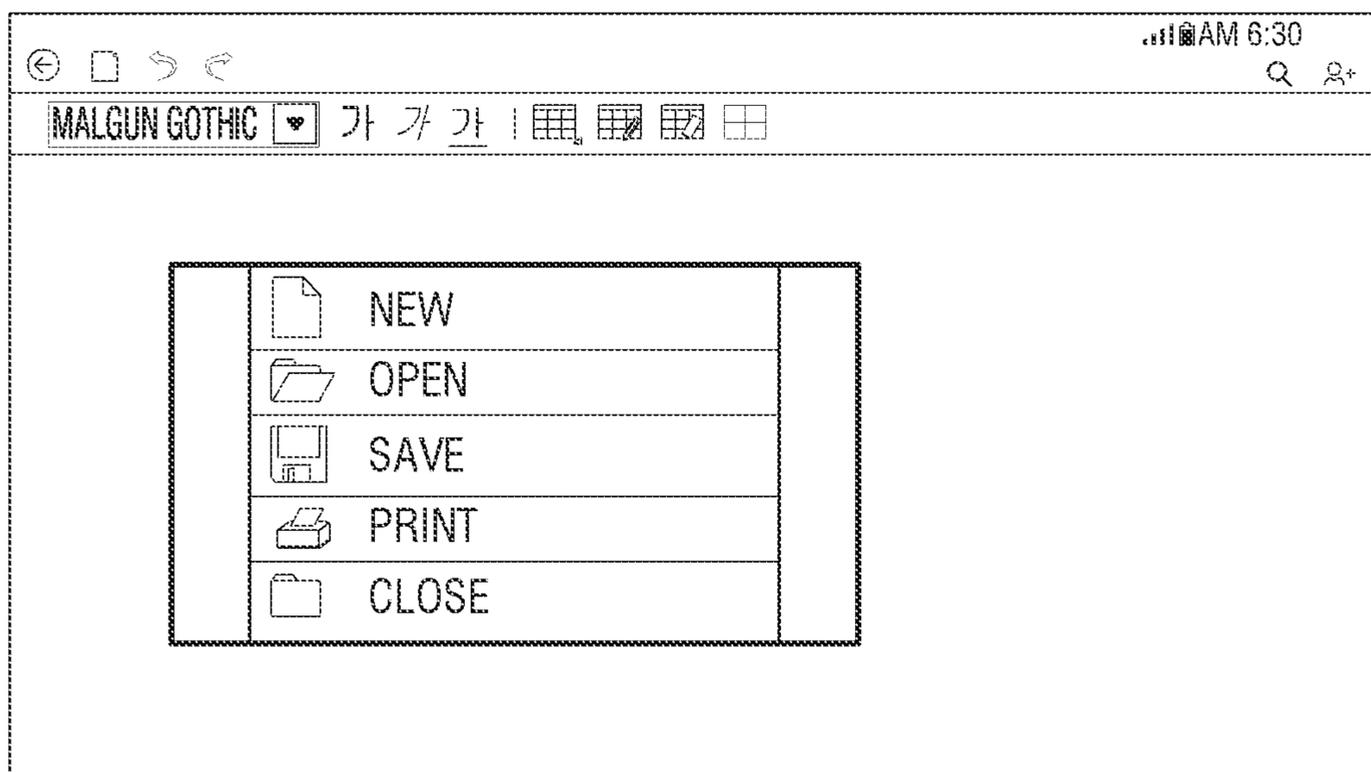 AM 6:30
MALGUN GOTHIC 가 가 가
NEW
OPEN
SAVE
PRINT
CLOSE